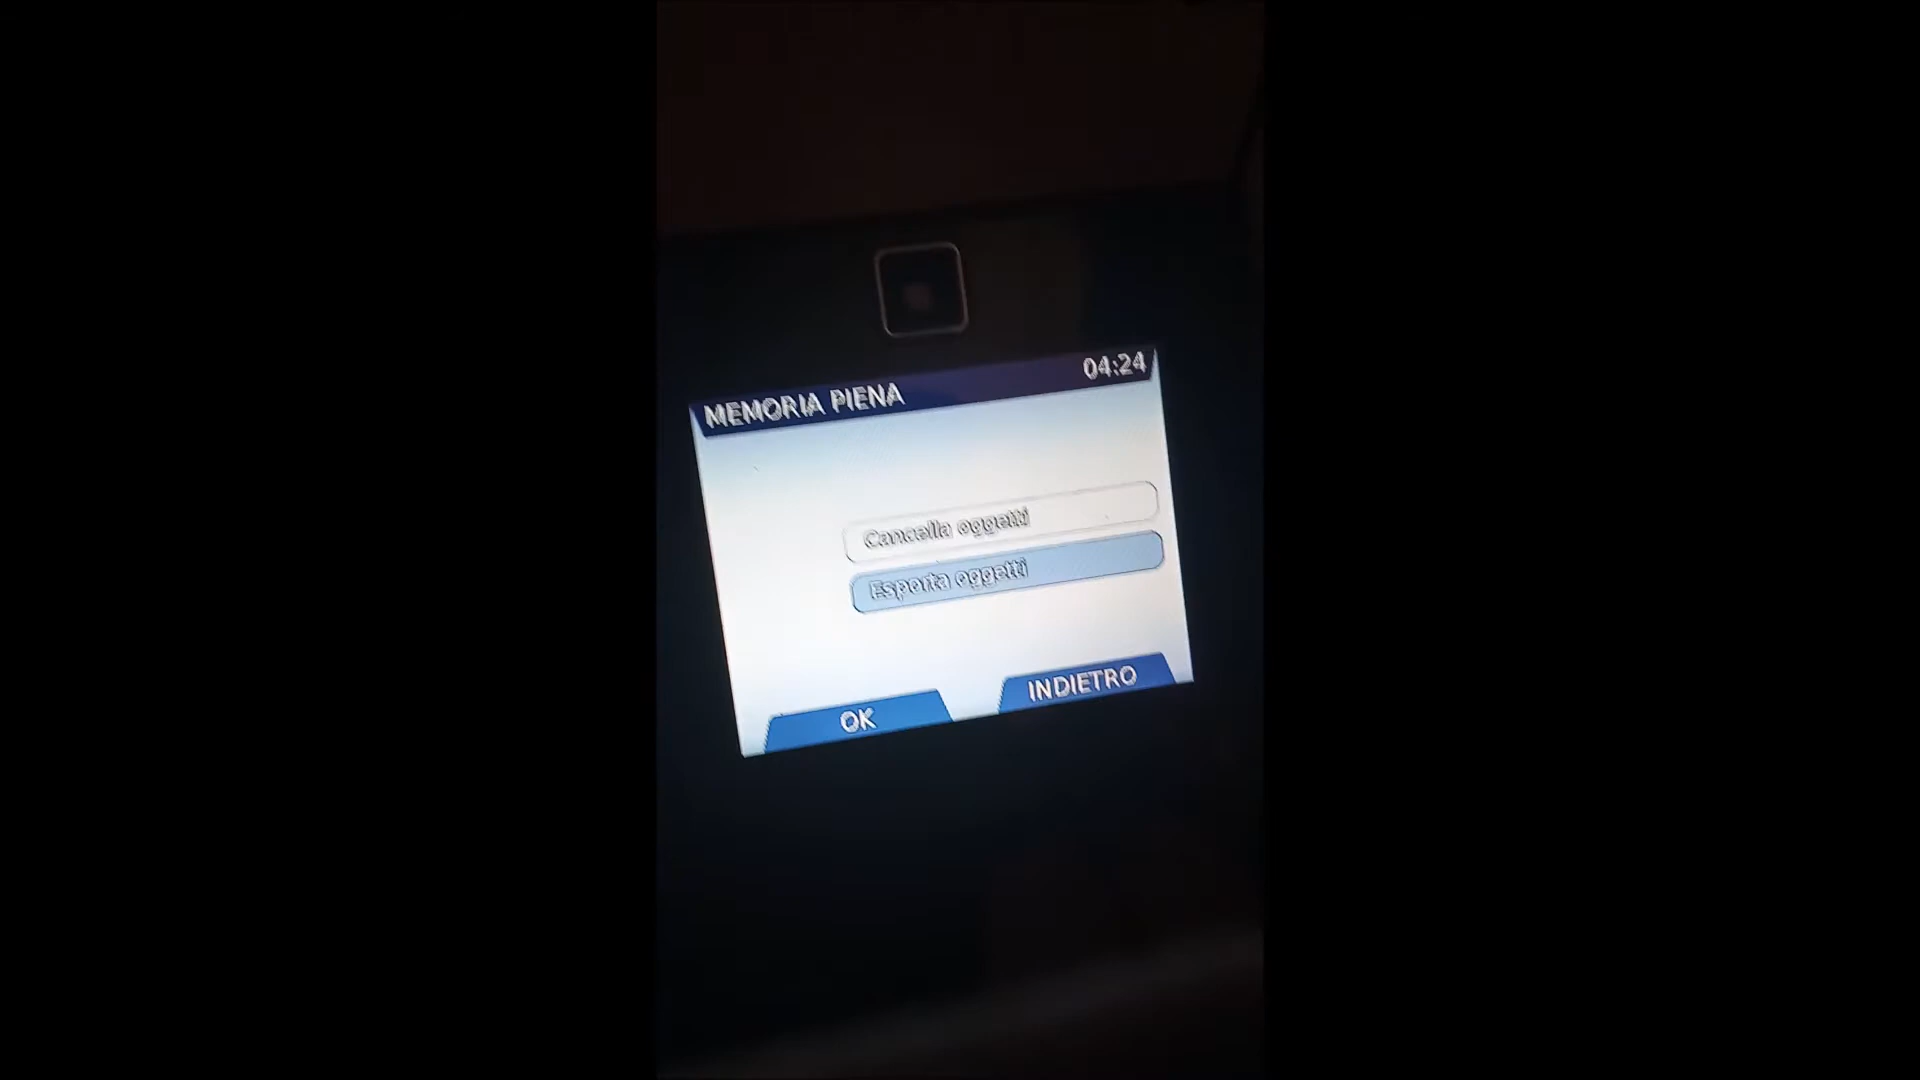 MEMORIA PIENA 04:24
Cancella oggetti
Esporta oggetti
OK INDIETRO